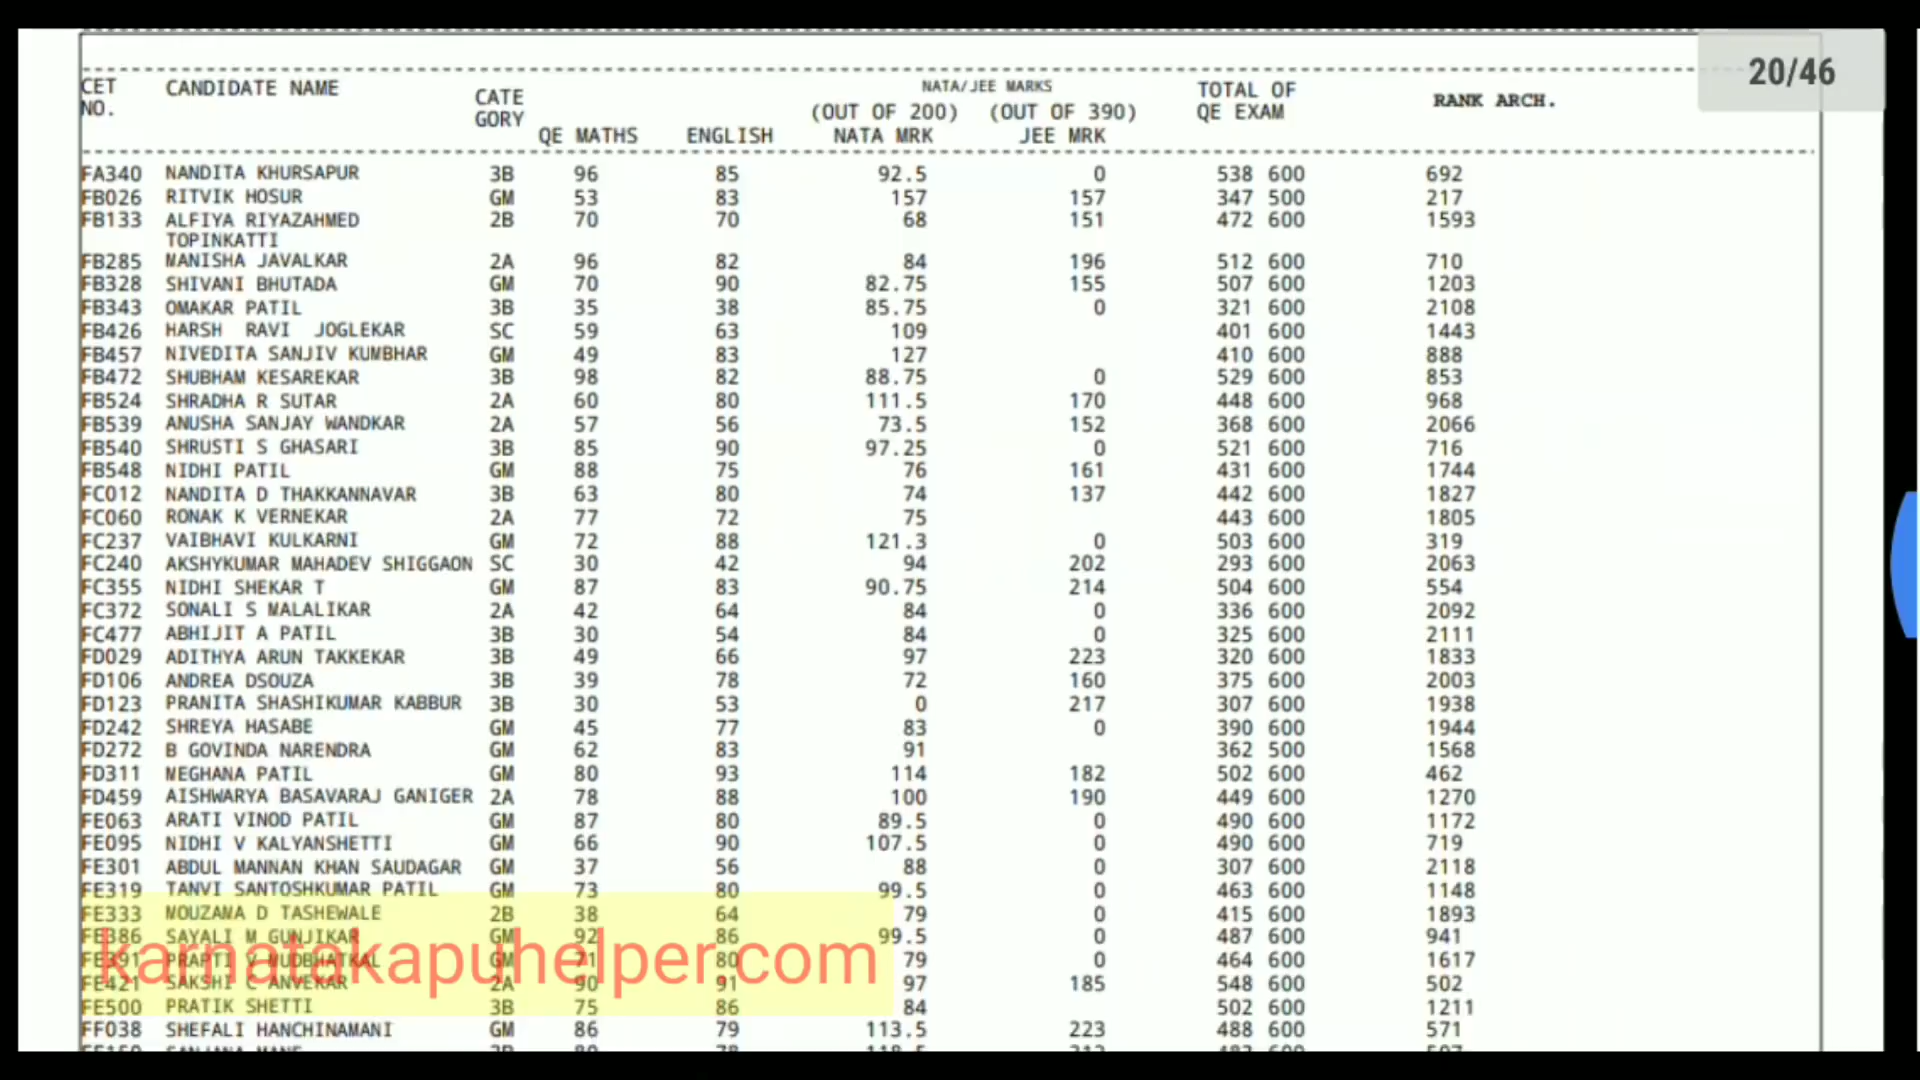 20/46
CET CANDIDATE NAME CATE NATA/JEE MARKS TOTAL OF RANK ARCH.
NO. GORY (OUT OF 200) (OUT OF 390) QE EXAM
QE MATHS ENGLISH NATA MRK JEE MRK
FA340 NANDITA KHURSAPUR 3B 96 85 92.5 0 538 600 692
FB026 RITVIK HOSUR GM 53 83 157 157 347 500 217
FB133 ALFIYA RIYAZAHMED 2B 70 70 68 151 472 600 1593
TOPINKATTI
FB285 MANISHA JAVALKAR 2A 96 82 84 196 512 600 710
FB328 SHIVANI BHUTADA GM 70 90 82.75 155 507 600 1203
FB343 OMAKAR PATIL 3B 35 38 85.75 0 321 600 2108
FB426 HARSH RAVI JOGLEKAR SC 59 63 109 401 600 1443
FB457 NIVEDITA SANJIV KUMBHAR GM 49 83 127 410 600 888
FB472 SHUBHAM KESAREKAR 3B 98 82 88.75 0 529 600 853
FB524 SHRADHA R SUTAR 2A 60 80 111.5 170 448 600 968
FB539 ANUSHA SANJAY WANDKAR 2A 57 56 73.5 152 368 600 2066
FB540 SHRUSTI S GHASARI 3B 85 90 97.25 0 521 600 716
FB548 NIDHI PATIL GM 88 75 76 161 431 600 1744
FC012 NANDITA D THAKKANNAVAR 3B 63 80 74 137 442 600 1827
FC060 RONAK K VERNEKAR 2A 77 72 75 443 600 1805
FC237 VAIBHAVI KULKARNI GM 72 88 121.3 0 503 600 319
FC240 AKSHYKUMAR MAHADEV SHIGGAON SC 30 42 94 202 293 600 2063
FC355 NIDHI SHEKAR T GM 87 83 90.75 214 504 600 554
FC372 SONALI S MALALIKAR 2A 42 64 84 0 336 600 2092
FC477 ABHIJIT A PATIL 3B 30 54 84 0 325 600 2111
FD029 ADITHYA ARUN TAKKEKAR 3B 49 66 97 223 320 600 1833
FD106 ANDREA DSOUZA 3B 39 78 72 160 375 600 2003
FD123 PRANITA SHASHIKUMAR KABBUR 3B 30 53 0 217 307 600 1938
FD242 SHREYA HASABE GM 45 77 83 0 390 600 1944
FD272 B GOVINDA NARENDRA GM 62 83 91 362 500 1568
FD311 MEGHANA PATIL GM 80 93 114 182 502 600 462
FD459 AISHWARYA BASAVARAJ GANIGER 2A 78 88 100 190 449 600 1270
FE063 ARATI VINOD PATIL GM 87 80 89.5 0 490 600 1172
FE095 NIDHI V KALYANSHETTI GM 66 90 107.5 0 490 600 719
FE301 ABDUL MANNAN KHAN SAUDAGAR GM 37 56 88 0 307 600 2118
FE319 TANVI SANTOSHKUMAR PATIL GM 73 80 99.5 0 463 600 1148
FE333 MOUZAMA D TASHEWALE 2B 38 64 79 0 415 600 1893
FE386 SAYALI M GUNJIKAR GM 92 86 99.5 0 487 600 941
karnatakapuhelper.com
FE391 PRAPTI V MUDBHATKAL GM 71 80 79 0 464 600 1617
FE421 SAKSHI C ANVEKAR 2A 90 91 97 185 548 600 502
FE500 PRATIK SHETTI 3B 75 86 84 502 600 1211
FF038 SHEFALI HANCHINAMANI GM 86 79 113.5 223 488 600 571